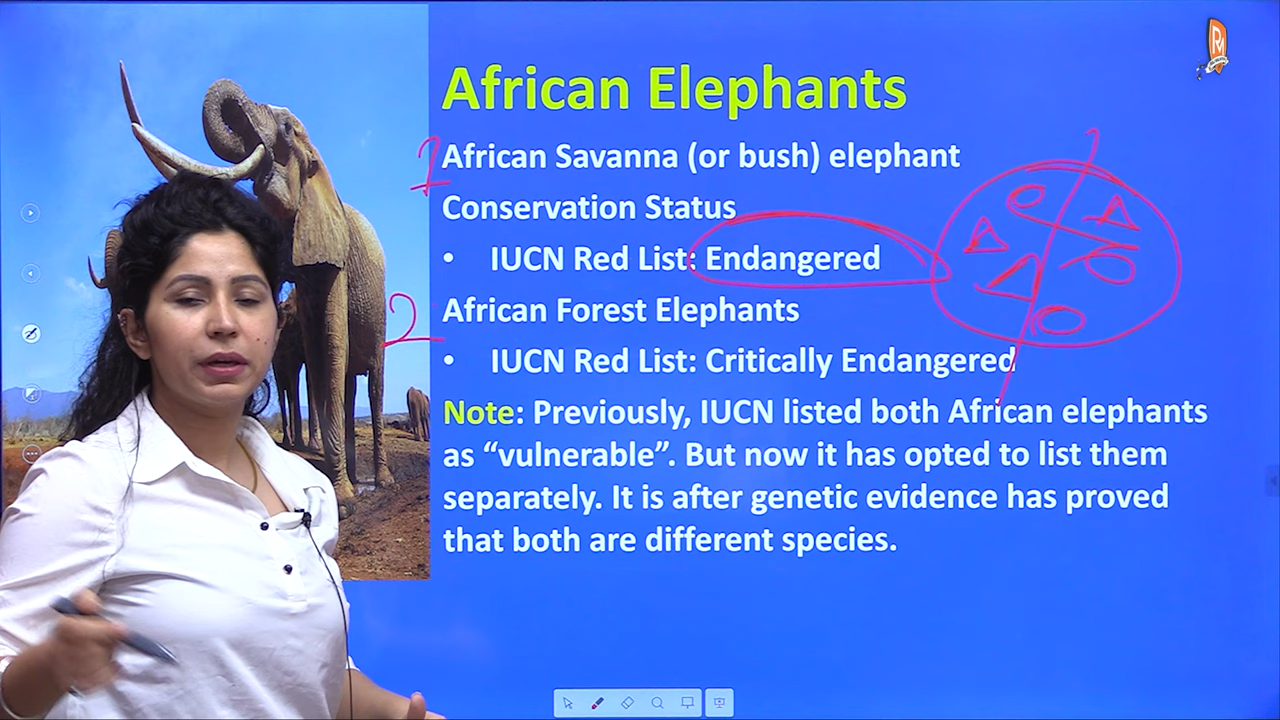 African Elephants
1 African Savanna (or bush) elephant
Conservation Status
• IUCN Red List: Endangered
2 African Forest Elephants
• IUCN Red List: Critically Endangered
Note: Previously, IUCN listed both African elephants
as “vulnerable”. But now it has opted to list them
separately. It is after genetic evidence has proved
that both are different species.